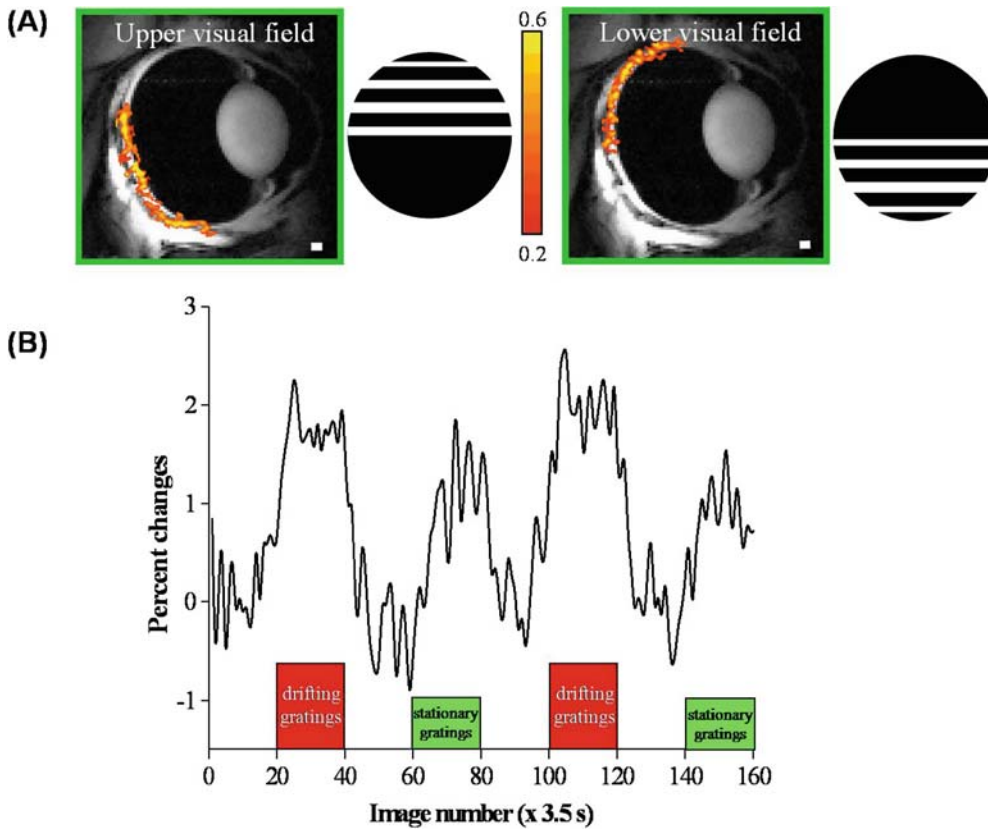 (A)
Upper visual field
0.6
0.2
Lower visual field
(B)
3
2
1
0
-1
Percent changes
drifting
gratings
stationary
gratings
drifting
gratings
stationary
gratings
0 20 40 60 80 100 120 140 160
Image number (x 3.5 s)